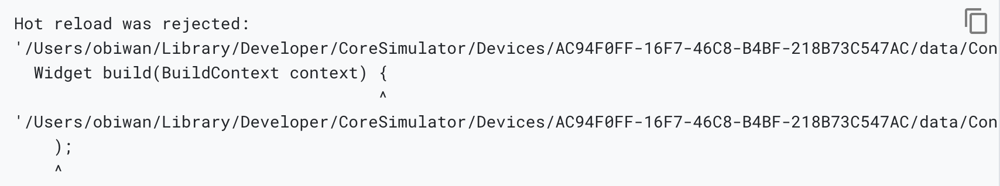 Hot reload was rejected:
'/Users/obiwan/Library/Developer/CoreSimulator/Devices/AC94F0FF-16F7-46C8-B4BF-218B73C547AC/data/Con
  Widget build(BuildContext context) {
                                     ^
'/Users/obiwan/Library/Developer/CoreSimulator/Devices/AC94F0FF-16F7-46C8-B4BF-218B73C547AC/data/Con
    );
    ^